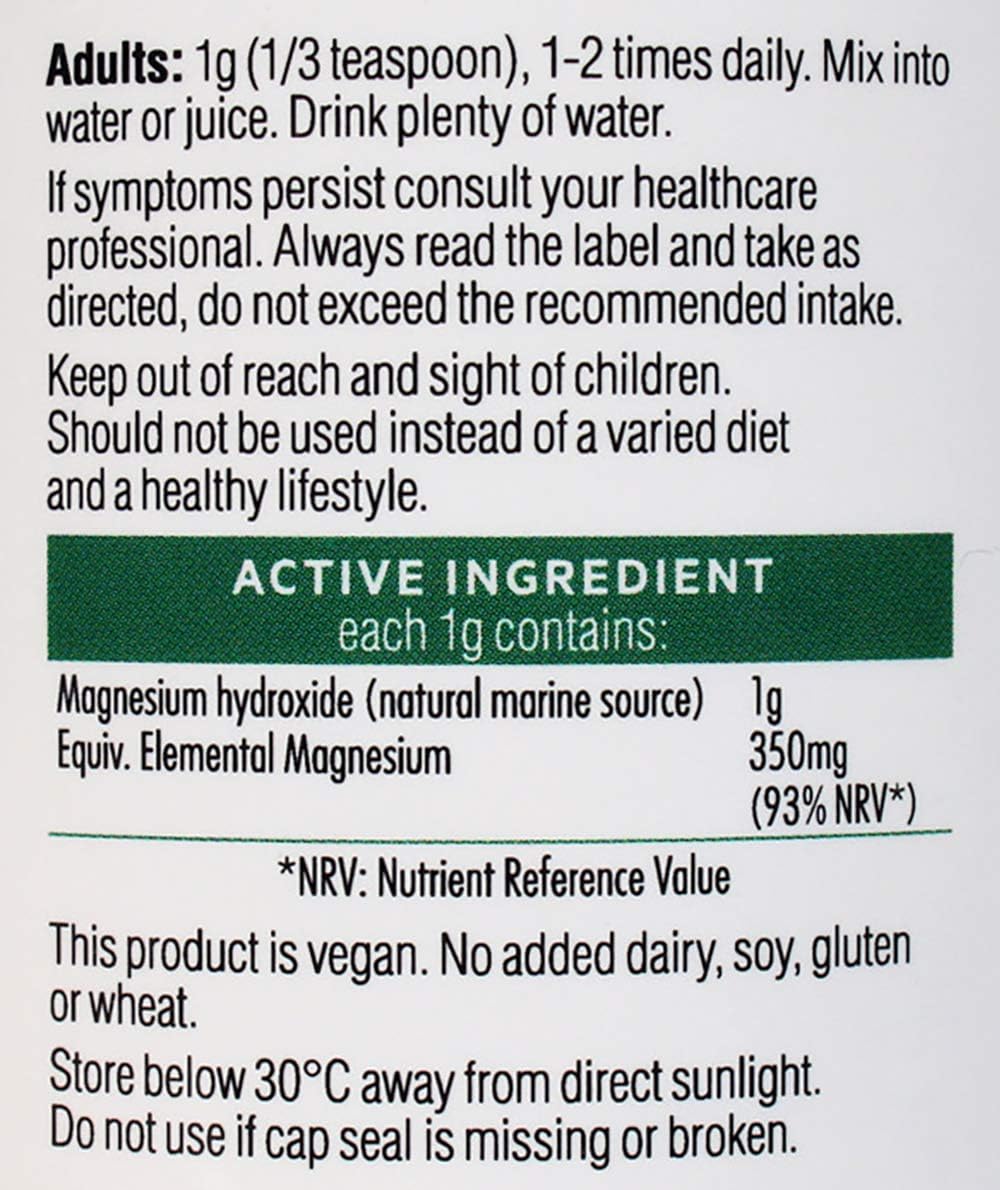 Adults: 1g (1/3 teaspoon), 1-2 times daily. Mix into
water or juice. Drink plenty of water.
If symptoms persist consult your healthcare
professional. Always read the label and take as
directed, do not exceed the recommended intake.
Keep out of reach and sight of children.
Should not be used instead of a varied diet
and a healthy lifestyle.
ACTIVE INGREDIENT
each 1g contains:
Magnesium hydroxide (natural marine source) 1g
Equiv. Elemental Magnesium 350mg
(93% NRV*)
*NRV: Nutrient Reference Value
This product is vegan. No added dairy, soy, gluten
or wheat.
Store below 30°C away from direct sunlight.
Do not use if cap seal is missing or broken.